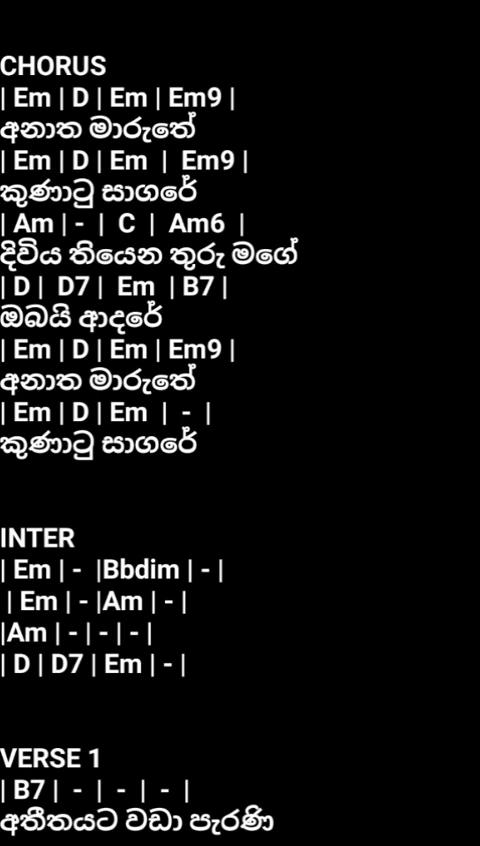 CHORUS
| Em | D | Em | Em9 |
අනාත මාරුතේ
| Em | D | Em | Em9 |
කුණාටු සාගරේ
| Am | - | C | Am6 |
දිවිය තියෙන තුරු මගේ
| D | D7 | Em | B7 |
ඔබයි ආදරේ
| Em | D | Em | Em9 |
අනාත මාරුතේ
| Em | D | Em | - |
කුණාටු සාගරේ
INTER
| Em | - |Bbdim | - |
| Em | - |Am | - |
|Am | - | - | - |
| D | D7 | Em | - |
VERSE 1
| B7 | - | - | - |
අතීතයට වඩා පැරණි